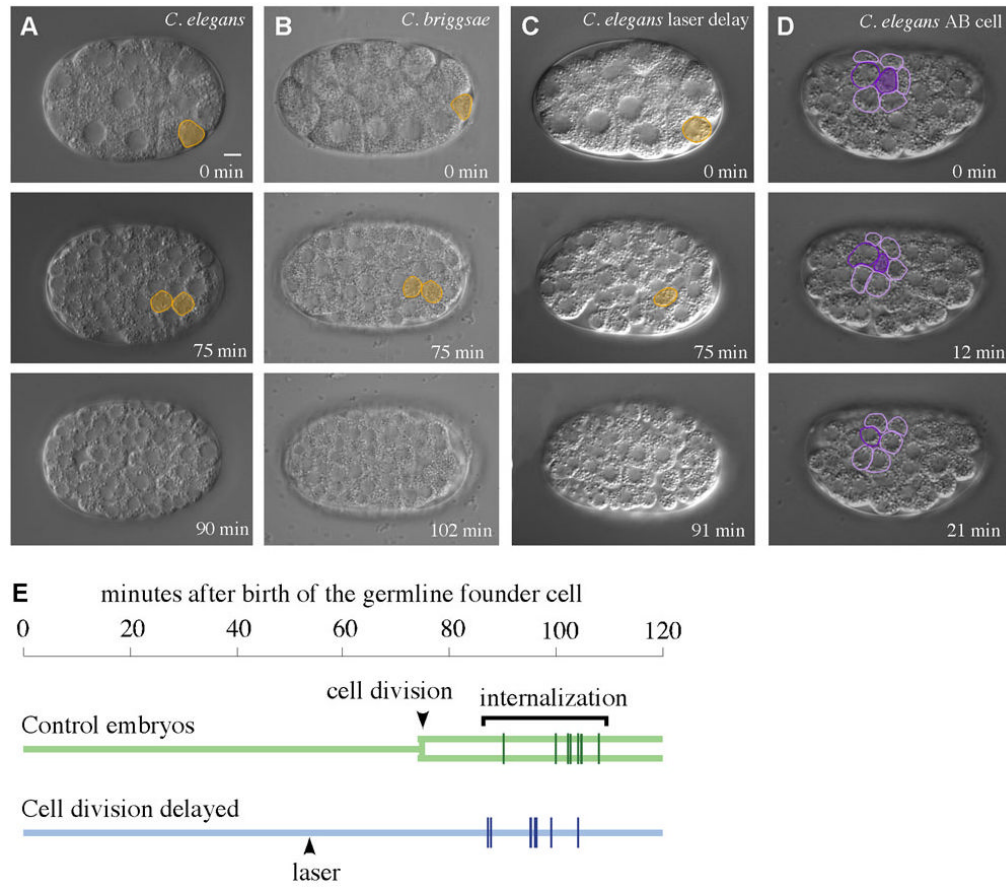 A C. elegans
B C. briggsae
C C. elegans laser delay
D C. elegans AB cell
0 min
0 min
0 min
0 min
75 min
75 min
75 min
12 min
90 min
102 min
91 min
21 min
E minutes after birth of the germline founder cell
0 20 40 60 80 100 120
cell division internalization
Control embryos
Cell division delayed
laser